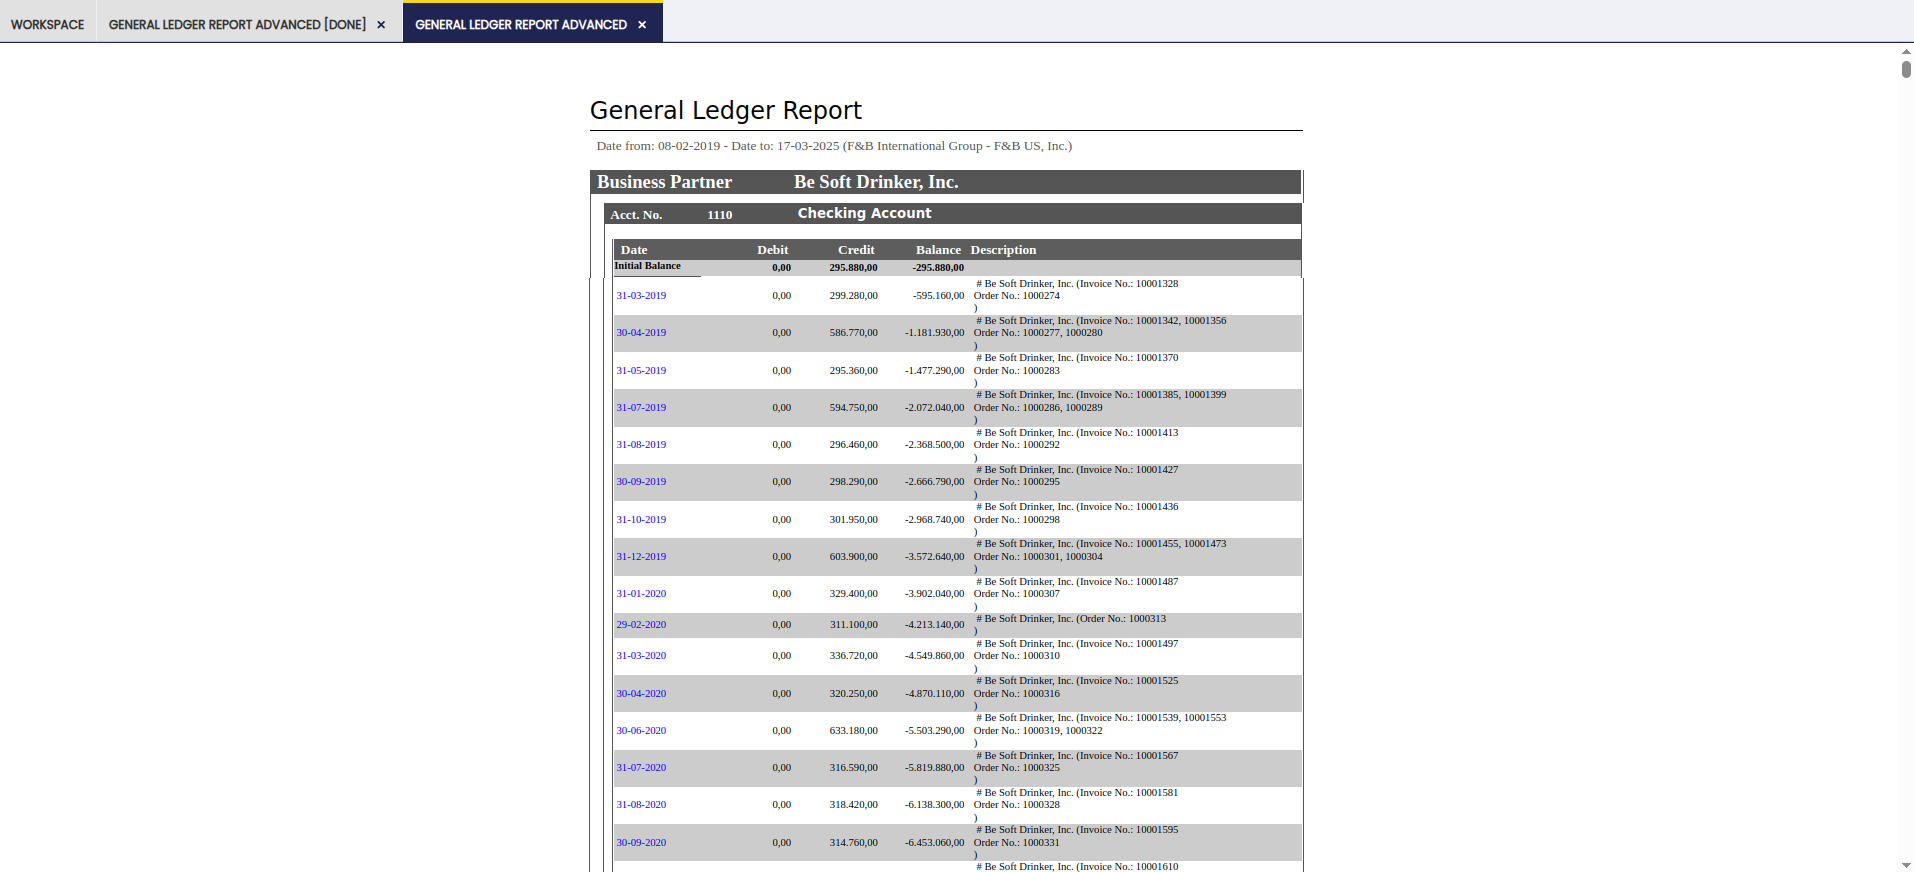 WORKSPACE GENERAL LEDGER REPORT ADVANCED [DONE] × GENERAL LEDGER REPORT ADVANCED ×
General Ledger Report
Date from: 08-02-2019 - Date to: 17-03-2025 (F&B International Group - F&B US, Inc.)
Business Partner Be Soft Drinker, Inc.
Acct. No. 1110 Checking Account
Date Debit Credit Balance Description
Initial Balance 0,00 295.880,00 -295.880,00
# Be Soft Drinker, Inc. (Invoice No.: 10001328
31-03-2019 0,00 299.280,00 -595.160,00 Order No.: 1000274
)
# Be Soft Drinker, Inc. (Invoice No.: 10001342, 10001356
30-04-2019 0,00 586.770,00 -1.181.930,00 Order No.: 1000277, 1000280
)
# Be Soft Drinker, Inc. (Invoice No.: 10001370
31-05-2019 0,00 295.360,00 -1.477.290,00 Order No.: 1000283
)
# Be Soft Drinker, Inc. (Invoice No.: 10001385, 10001399
31-07-2019 0,00 594.750,00 -2.072.040,00 Order No.: 1000286, 1000289
)
# Be Soft Drinker, Inc. (Invoice No.: 10001413
31-08-2019 0,00 296.460,00 -2.368.500,00 Order No.: 1000292
)
# Be Soft Drinker, Inc. (Invoice No.: 10001427
30-09-2019 0,00 298.290,00 -2.666.790,00 Order No.: 1000295
)
# Be Soft Drinker, Inc. (Invoice No.: 10001436
31-10-2019 0,00 301.950,00 -2.968.740,00 Order No.: 1000298
)
# Be Soft Drinker, Inc. (Invoice No.: 10001455, 10001473
31-12-2019 0,00 603.900,00 -3.572.640,00 Order No.: 1000301, 1000304
)
# Be Soft Drinker, Inc. (Invoice No.: 10001487
31-01-2020 0,00 329.400,00 -3.902.040,00 Order No.: 1000307
)
# Be Soft Drinker, Inc. (Order No.: 1000313
29-02-2020 0,00 311.100,00 -4.213.140,00 )
# Be Soft Drinker, Inc. (Invoice No.: 10001497
31-03-2020 0,00 336.720,00 -4.549.860,00 Order No.: 1000310
)
# Be Soft Drinker, Inc. (Invoice No.: 10001525
30-04-2020 0,00 320.250,00 -4.870.110,00 Order No.: 1000316
)
# Be Soft Drinker, Inc. (Invoice No.: 10001539, 10001553
30-06-2020 0,00 633.180,00 -5.503.290,00 Order No.: 1000319, 1000322
)
# Be Soft Drinker, Inc. (Invoice No.: 10001567
31-07-2020 0,00 316.590,00 -5.819.880,00 Order No.: 1000325
)
# Be Soft Drinker, Inc. (Invoice No.: 10001581
31-08-2020 0,00 318.420,00 -6.138.300,00 Order No.: 1000328
)
# Be Soft Drinker, Inc. (Invoice No.: 10001595
30-09-2020 0,00 314.760,00 -6.453.060,00 Order No.: 1000331
)
# Be Soft Drinker, Inc. (Invoice No.: 10001610